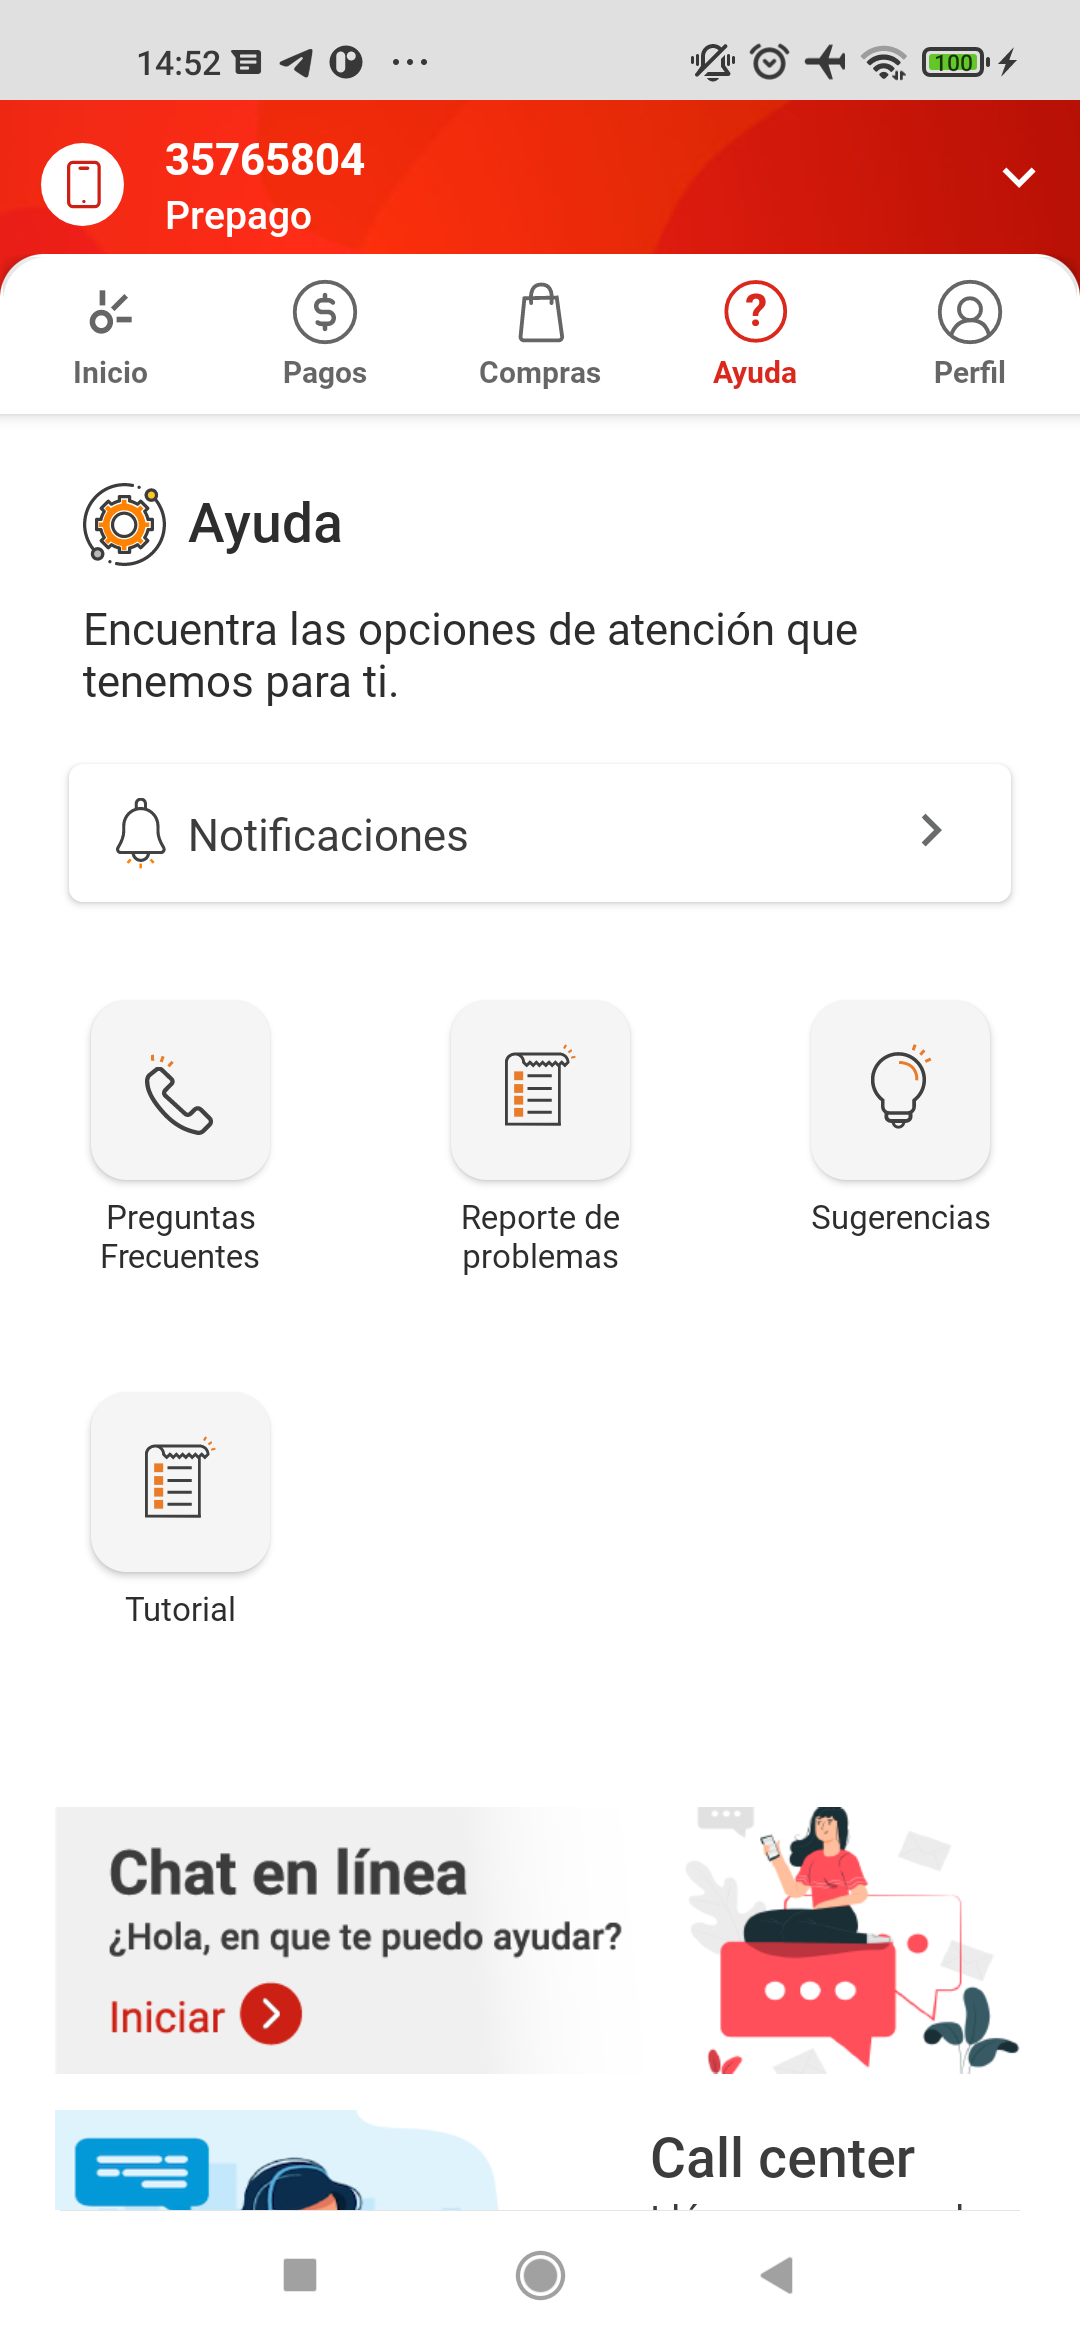 14:52
100
35765804
Prepago
Inicio
Pagos
Compras
Ayuda
Perfil
Ayuda
Encuentra las opciones de atención que
tenemos para ti.
Notificaciones
Preguntas
Frecuentes
Reporte de
problemas
Sugerencias
Tutorial
Chat en línea
¿Hola, en que te puedo ayudar?
Iniciar
Call center